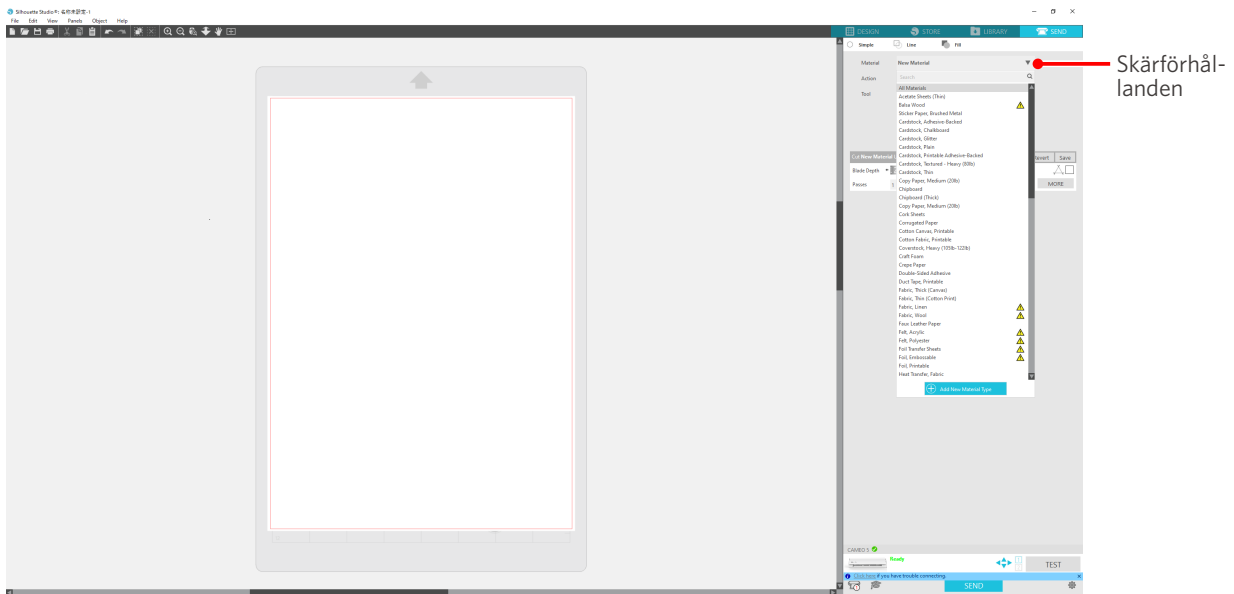 Silhouette Studio®: 名称未設定-1
File Edit View Panels Object Help
DESIGN STORE LIBRARY SEND
Simple Line Fill
Material New Material
Action Search
All Materials
Tool Acetate Sheets (Thin)
Balsa Wood
Sticker Paper, Brushed Metal
Cardstock, Adhesive-Backed
Cardstock, Chalkboard
Cardstock, Glitter
Cardstock, Plain
Cut New Material Cardstock, Printable Adhesive-Backed Revert Save
Cardstock, Textured - Heavy (80lb)
Blade Depth Cardstock, Thin
Copy Paper, Medium (20lb)
Passes 1 Chipboard MORE
Chipboard (Thick)
Copy Paper, Medium (20lb)
Cork Sheets
Corrugated Paper
Cotton Canvas, Printable
Cotton Fabric, Printable
Coverstock, Heavy (105lb-122lb)
Craft Foam
Crepe Paper
Double-Sided Adhesive
Duct Tape, Printable
Fabric, Thick (Canvas)
Fabric, Thin (Cotton Print)
Fabric, Linen
Fabric, Wool
Faux Leather Paper
Felt, Acrylic
Felt, Polyester
Foil Transfer Sheets
Foil, Embossable
Foil, Printable
Heat Transfer, Fabric
Add New Material Type
CAMEO 5
Ready
TEST
Click here if you have trouble connecting.
SEND
Skärförhål-
landen